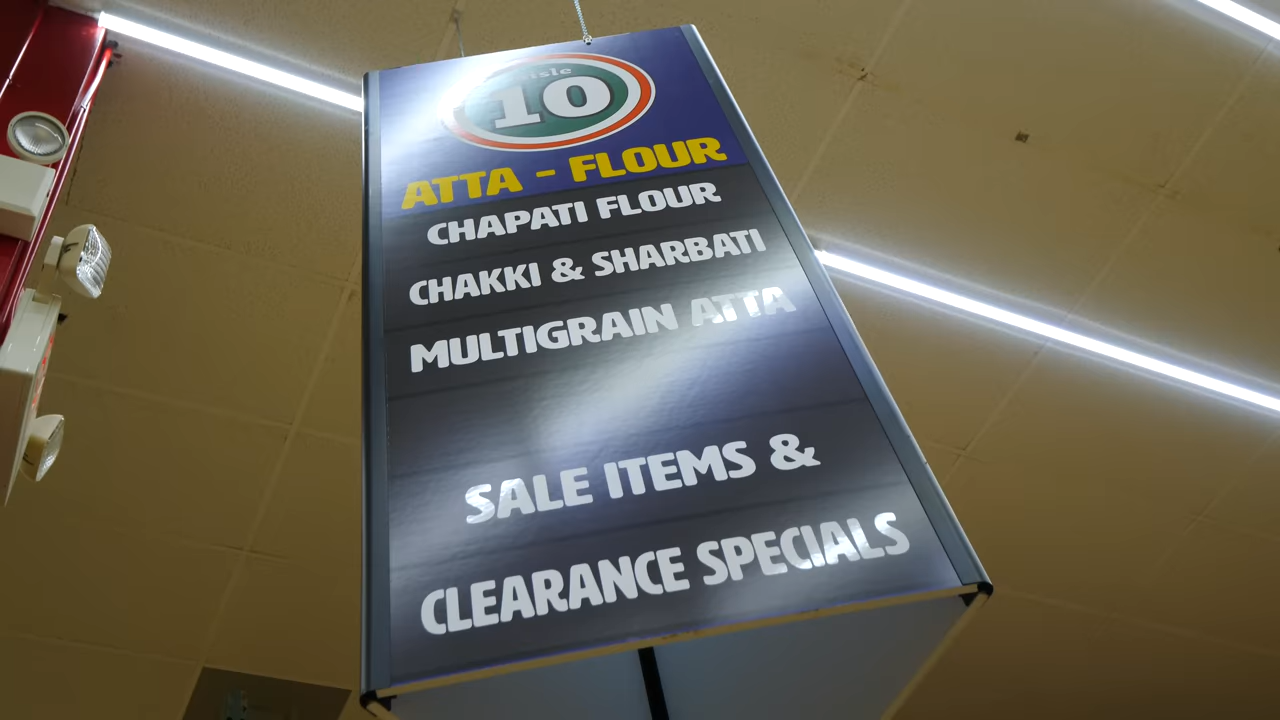 Aisle
10
ATTA - FLOUR
CHAPATI FLOUR
CHAKKI & SHARBATI
MULTIGRAIN ATTA
SALE ITEMS &
CLEARANCE SPECIALS